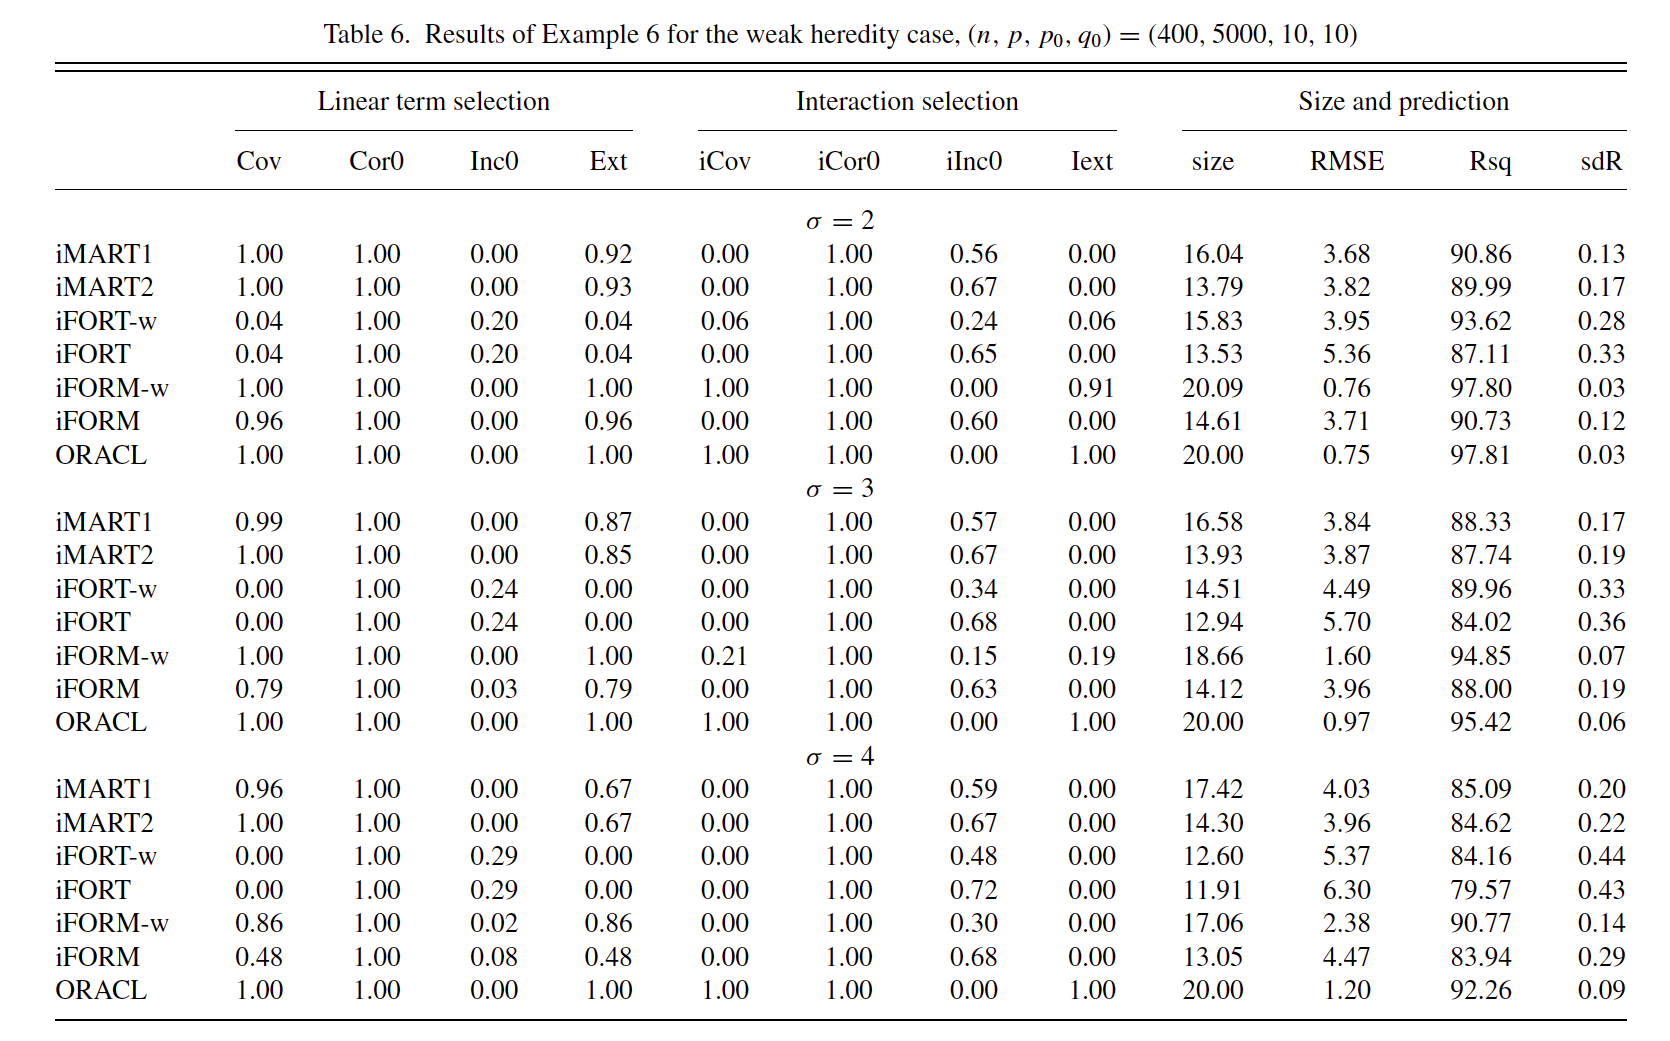 Table 6. Results of Example 6 for the weak heredity case, (n, p, p₀, q₀) = (400, 5000, 10, 10)
Linear term selection Interaction selection Size and prediction
Cov Cor0 Inc0 Ext iCov iCor0 iInc0 Iext size RMSE Rsq sdR
σ = 2
iMART1 1.00 1.00 0.00 0.92 0.00 1.00 0.56 0.00 16.04 3.68 90.86 0.13
iMART2 1.00 1.00 0.00 0.93 0.00 1.00 0.67 0.00 13.79 3.82 89.99 0.17
iFORT-w 0.04 1.00 0.20 0.04 0.06 1.00 0.24 0.06 15.83 3.95 93.62 0.28
iFORT 0.04 1.00 0.20 0.04 0.00 1.00 0.65 0.00 13.53 5.36 87.11 0.33
iFORM-w 1.00 1.00 0.00 1.00 1.00 1.00 0.00 0.91 20.09 0.76 97.80 0.03
iFORM 0.96 1.00 0.00 0.96 0.00 1.00 0.60 0.00 14.61 3.71 90.73 0.12
ORACL 1.00 1.00 0.00 1.00 1.00 1.00 0.00 1.00 20.00 0.75 97.81 0.03
σ = 3
iMART1 0.99 1.00 0.00 0.87 0.00 1.00 0.57 0.00 16.58 3.84 88.33 0.17
iMART2 1.00 1.00 0.00 0.85 0.00 1.00 0.67 0.00 13.93 3.87 87.74 0.19
iFORT-w 0.00 1.00 0.24 0.00 0.00 1.00 0.34 0.00 14.51 4.49 89.96 0.33
iFORT 0.00 1.00 0.24 0.00 0.00 1.00 0.68 0.00 12.94 5.70 84.02 0.36
iFORM-w 1.00 1.00 0.00 1.00 0.21 1.00 0.15 0.19 18.66 1.60 94.85 0.07
iFORM 0.79 1.00 0.03 0.79 0.00 1.00 0.63 0.00 14.12 3.96 88.00 0.19
ORACL 1.00 1.00 0.00 1.00 1.00 1.00 0.00 1.00 20.00 0.97 95.42 0.06
σ = 4
iMART1 0.96 1.00 0.00 0.67 0.00 1.00 0.59 0.00 17.42 4.03 85.09 0.20
iMART2 1.00 1.00 0.00 0.67 0.00 1.00 0.67 0.00 14.30 3.96 84.62 0.22
iFORT-w 0.00 1.00 0.29 0.00 0.00 1.00 0.48 0.00 12.60 5.37 84.16 0.44
iFORT 0.00 1.00 0.29 0.00 0.00 1.00 0.72 0.00 11.91 6.30 79.57 0.43
iFORM-w 0.86 1.00 0.02 0.86 0.00 1.00 0.30 0.00 17.06 2.38 90.77 0.14
iFORM 0.48 1.00 0.08 0.48 0.00 1.00 0.68 0.00 13.05 4.47 83.94 0.29
ORACL 1.00 1.00 0.00 1.00 1.00 1.00 0.00 1.00 20.00 1.20 92.26 0.09